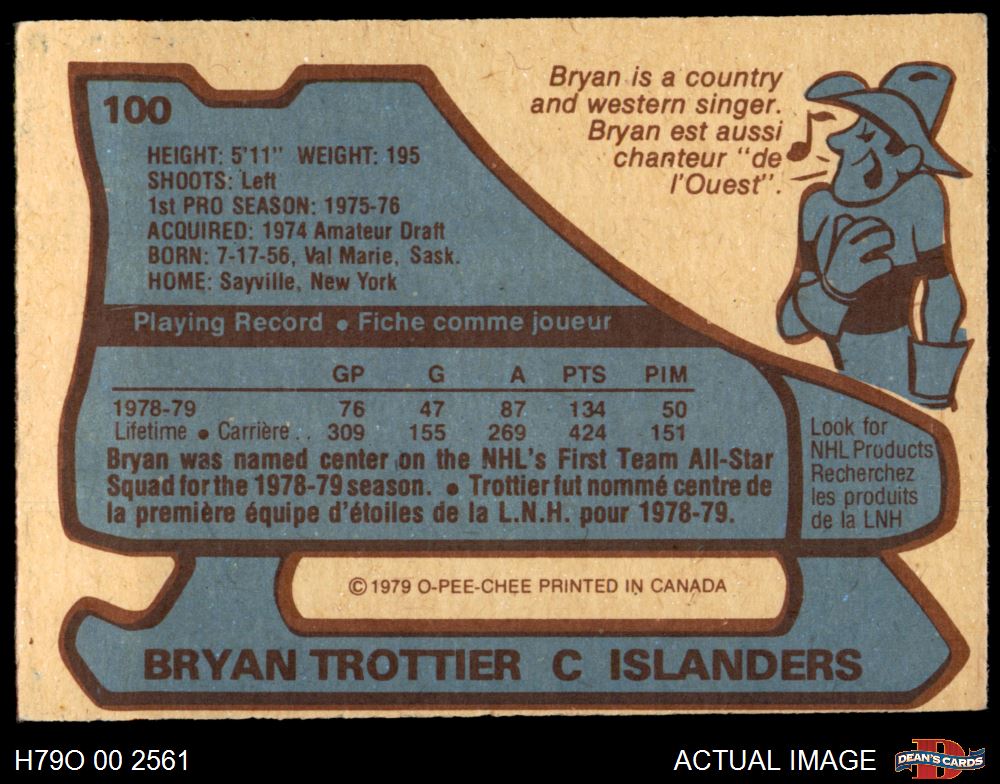 100
Bryan is a country
and western singer.
Bryan est aussi
chanteur "de
l'Ouest".
HEIGHT: 5'11" WEIGHT: 195
SHOOTS: Left
1st PRO SEASON: 1975-76
ACQUIRED: 1974 Amateur Draft
BORN: 7-17-56, Val Marie, Sask.
HOME: Sayville, New York
Playing Record • Fiche comme joueur
GP G A PTS PIM
1978-79 76 47 87 134 50
Lifetime • Carrière.. 309 155 269 424 151
Bryan was named center on the NHL's First Team All-Star
Squad for the 1978-79 season. • Trottier fut nommé centre de
la première équipe d'étoiles de la L.N.H. pour 1978-79.
Look for
NHL Products
Recherchez
les produits
de la LNH
© 1979 O-PEE-CHEE PRINTED IN CANADA
BRYAN TROTTIER C ISLANDERS
H79O 00 2561
ACTUAL IMAGE
D
DEAN'S CARDS